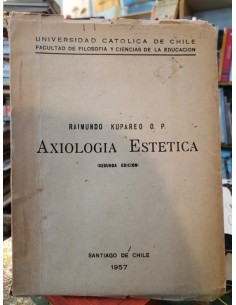 UNIVERSIDAD CATOLICA DE CHILE
FACULTAD DE FILOSOFIA Y CIENCIAS DE LA EDUCACION
RAIMUNDO KUPAREO O. P.
AXIOLOGIA ESTETICA
(SEGUNDA EDICION)
SANTIAGO DE CHILE
1957